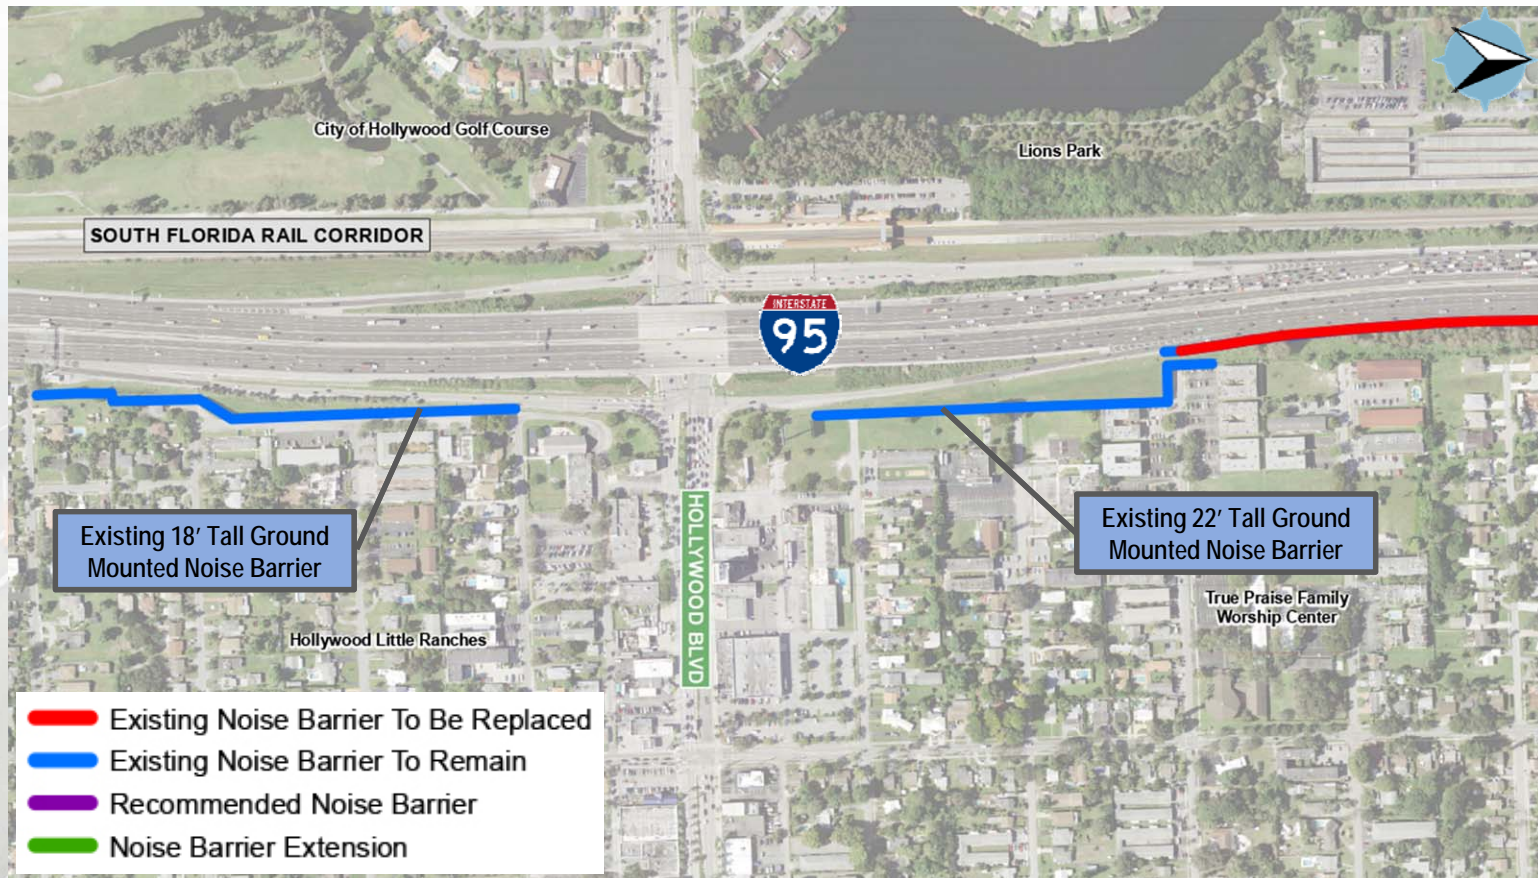 City of Hollywood Golf Course
Lions Park
SOUTH FLORIDA RAIL CORRIDOR
INTERSTATE
95
Existing 18′ Tall Ground
Mounted Noise Barrier
HOLLYWOOD BLVD
Existing 22′ Tall Ground
Mounted Noise Barrier
True Praise Family
Worship Center
Hollywood Little Ranches
Existing Noise Barrier To Be Replaced
Existing Noise Barrier To Remain
Recommended Noise Barrier
Noise Barrier Extension